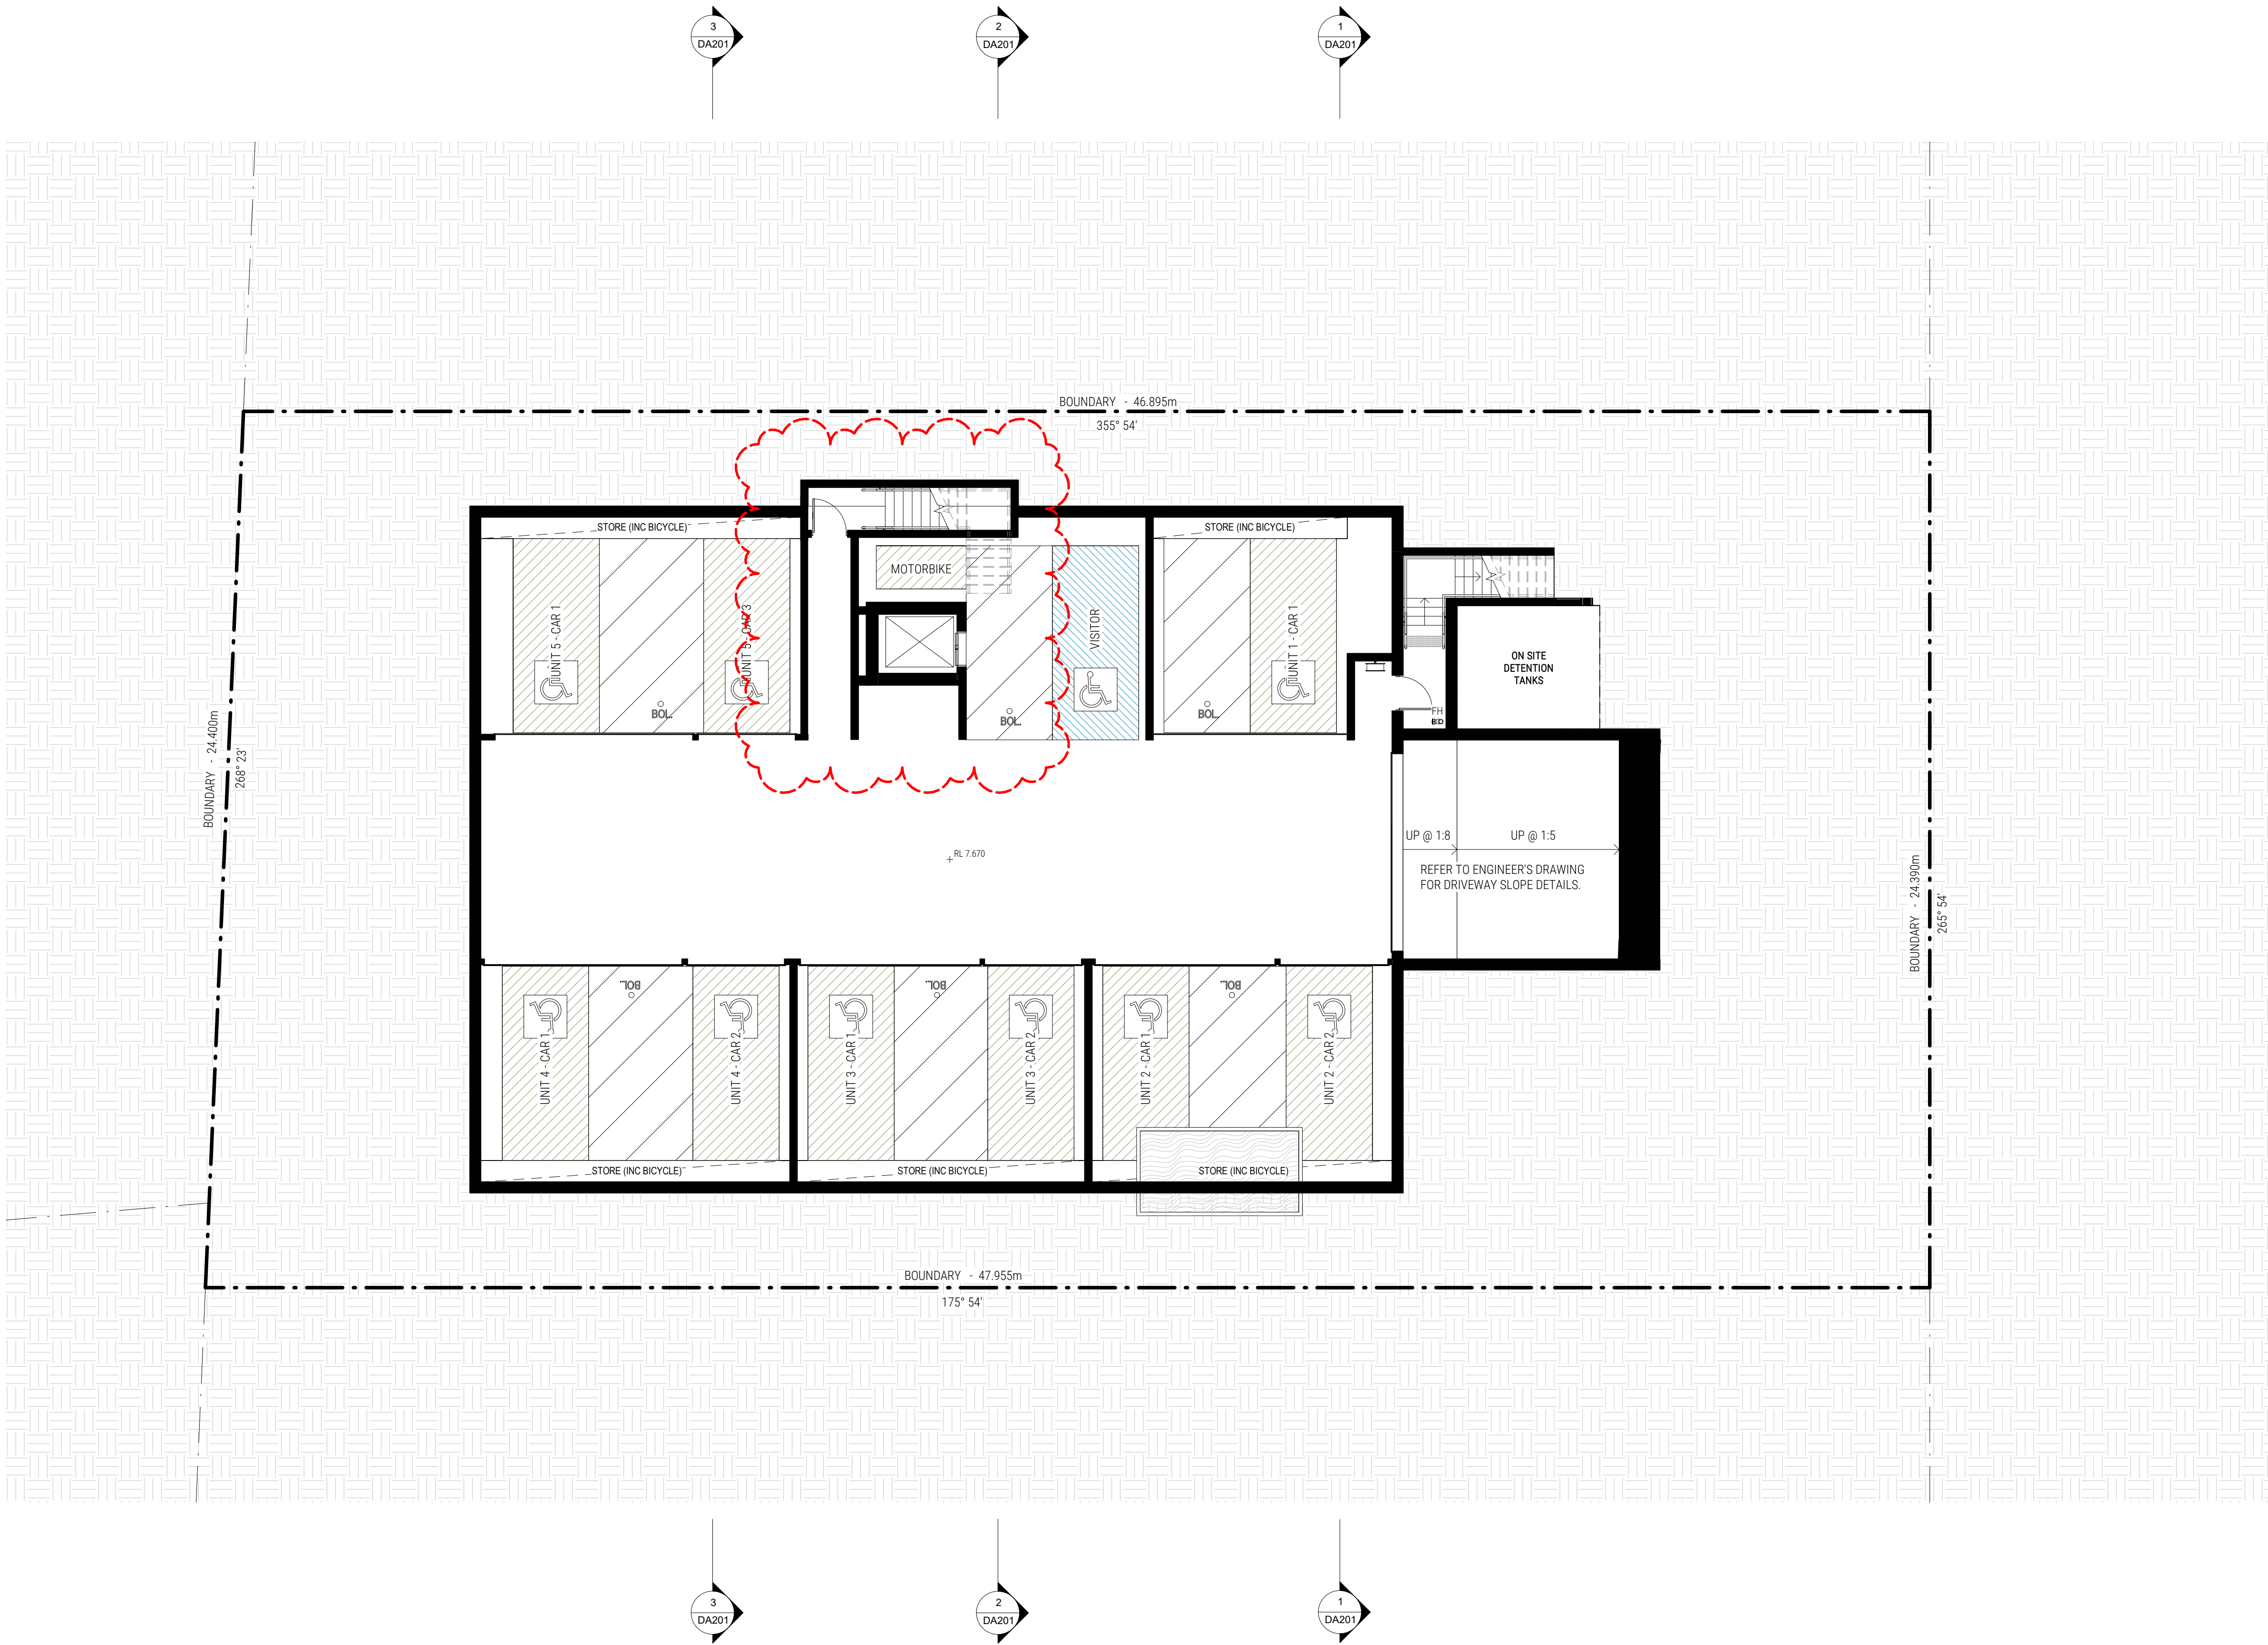 3
DA201
2
DA201
1
DA201
BOUNDARY - 46.895m
355° 54'
STORE (INC BICYCLE)
STORE (INC BICYCLE)
MOTORBIKE
UNIT 5 - CAR 1
UNIT 5 - CAR 3
VISITOR
UNIT 1 - CAR 1
BOL.
BOL.
BOL.
ON SITE
DETENTION
TANKS
FH
BOUNDARY - 24.400m
268° 23'
UP @ 1:8
UP @ 1:5
RL 7.670
REFER TO ENGINEER'S DRAWING
FOR DRIVEWAY SLOPE DETAILS.
BOUNDARY - 24.390m
265° 54'
BOL.
BOL.
BOL.
UNIT 4 - CAR 1
UNIT 4 - CAR 2
UNIT 3 - CAR 1
UNIT 3 - CAR 2
UNIT 2 - CAR 1
UNIT 2 - CAR 2
STORE (INC BICYCLE)
STORE (INC BICYCLE)
STORE (INC BICYCLE)
BOUNDARY - 47.955m
175° 54'
3
DA201
2
DA201
1
DA201